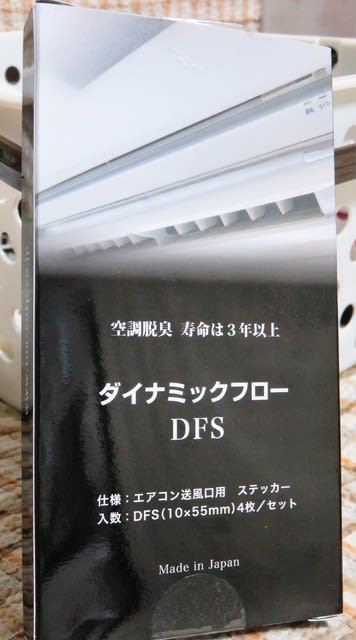 空調脱臭 寿命は3年以上
ダイナミックフロー
DFS
仕様：エアコン送風口用 ステッカー
入数：DFS(10×55mm)4枚／セット
Made in Japan